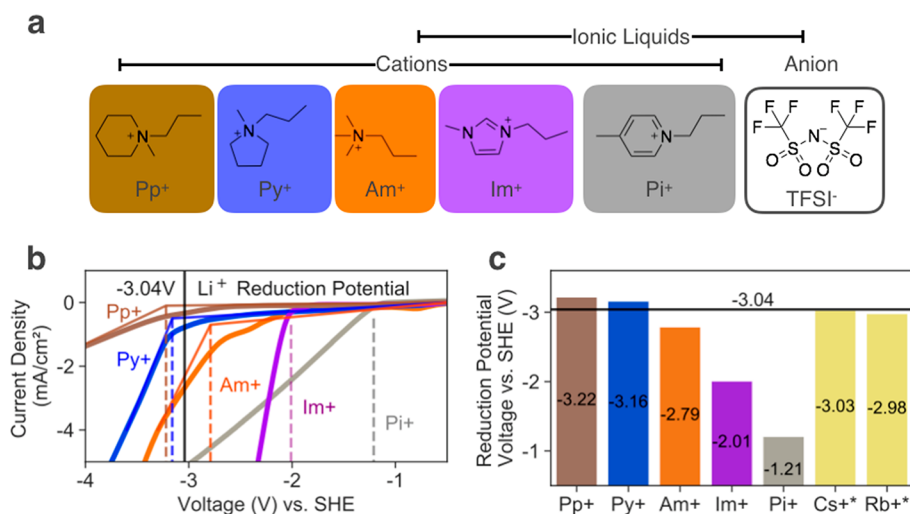 a
Ionic Liquids
Cations
Anion
N
+
Pp⁺
N
+
Py⁺
N
+
Am⁺
N
N
+
Im⁺
N
+
Pi⁺
F F F F
F F
N⁻
S S
O O O O
TFSI⁻
b
-3.04V Li⁺ Reduction Potential
Pp+
Py+
Am+
Im+
Pi+
0
-2
-4
Current Density
(mA/cm²)
-4 -3 -2 -1
Voltage (V) vs. SHE
c
-3.04
Reduction Potential
Voltage vs. SHE (V)
-3
-2
-1
-3.22
-3.16
-2.79
-2.01
-1.21
-3.03
-2.98
Pp+ Py+ Am+ Im+ Pi+ Cs+* Rb+*